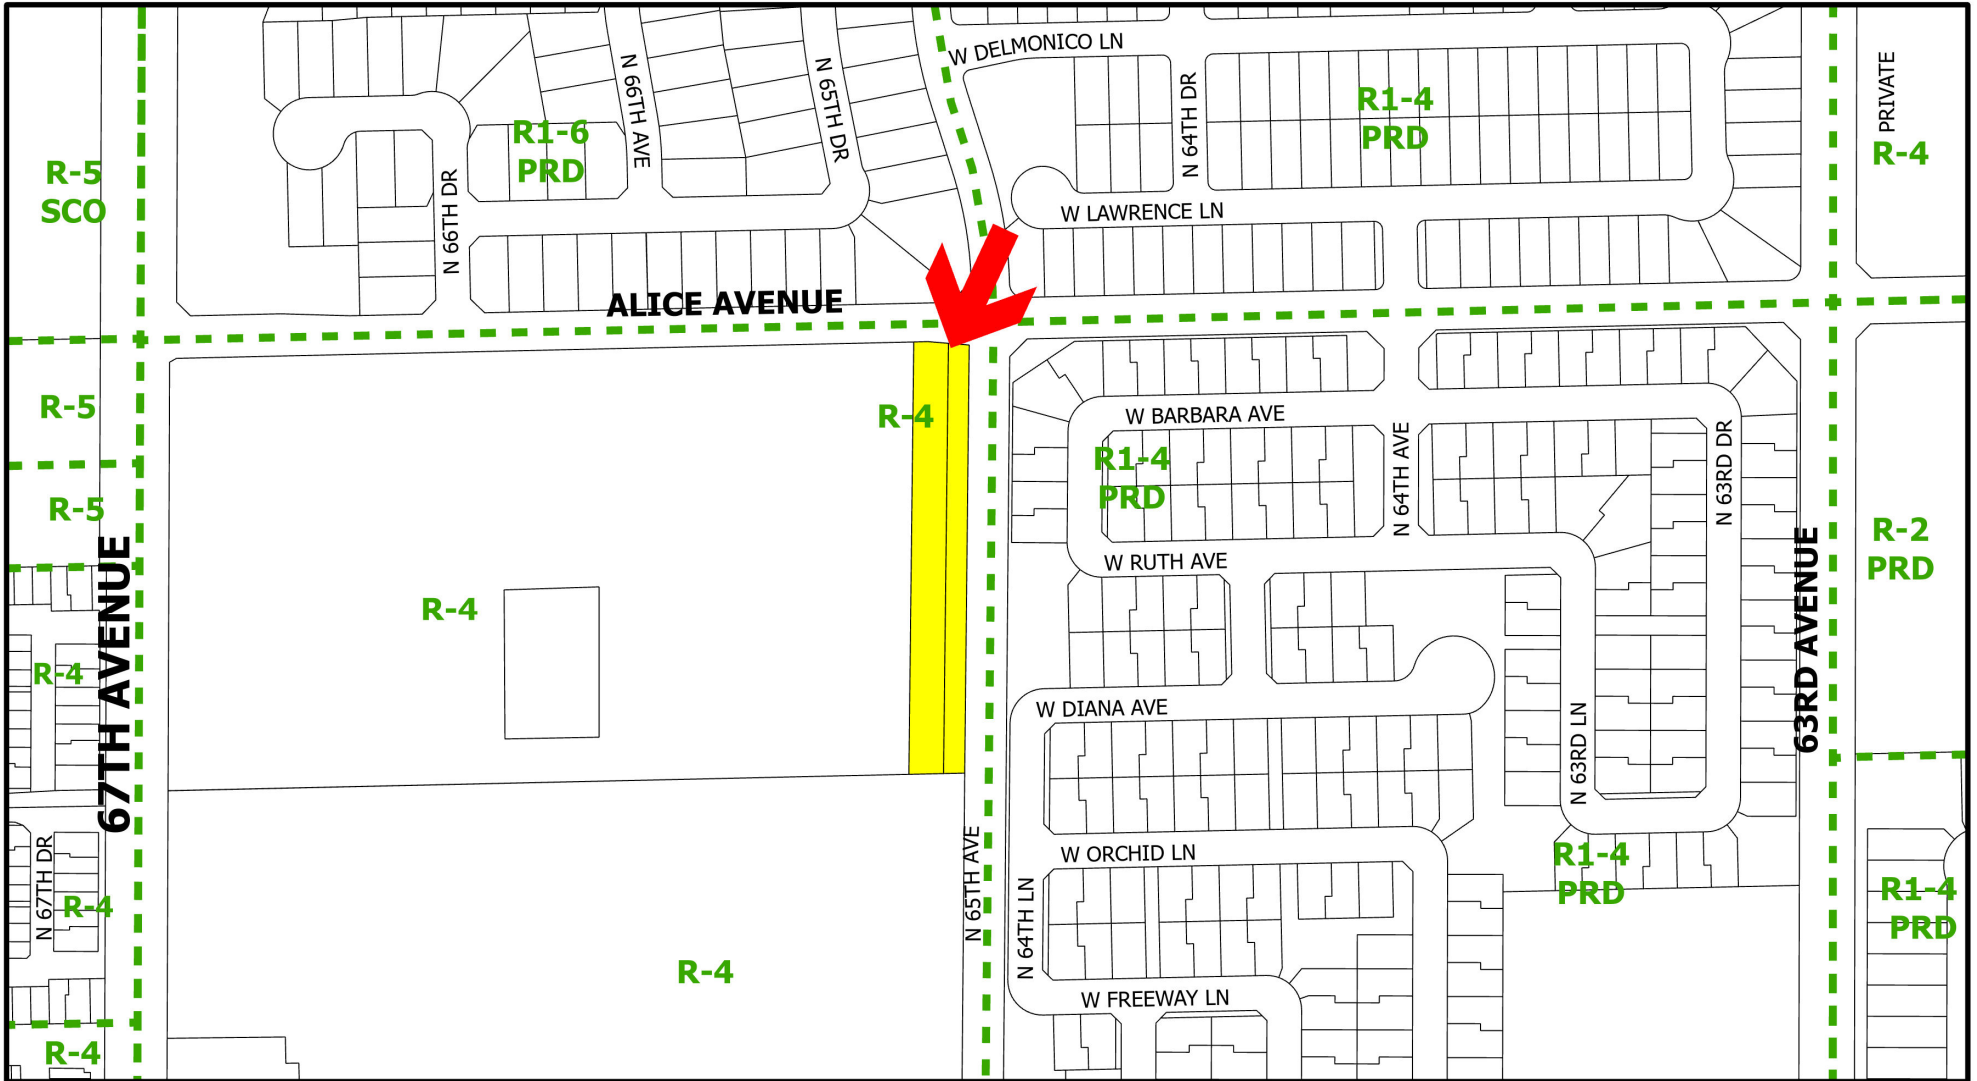 W DELMONICO LN
N 66TH AVE
N 65TH DR
N 64TH DR
R1-4
PRD
PRIVATE
R-4
R1-6
PRD
R-5
SCO
N 66TH DR
W LAWRENCE LN
ALICE AVENUE
R-5
R-4
W BARBARA AVE
R1-4
PRD
N 64TH AVE
N 63RD DR
R-5
67TH AVENUE
W RUTH AVE
63RD AVENUE
R-2
PRD
R-4
R-4
W DIANA AVE
N 63RD LN
N 67TH DR
R-4
N 65TH AVE
W ORCHID LN
N 64TH LN
R1-4
PRD
R1-4
PRD
R-4
W FREEWAY LN
R-4